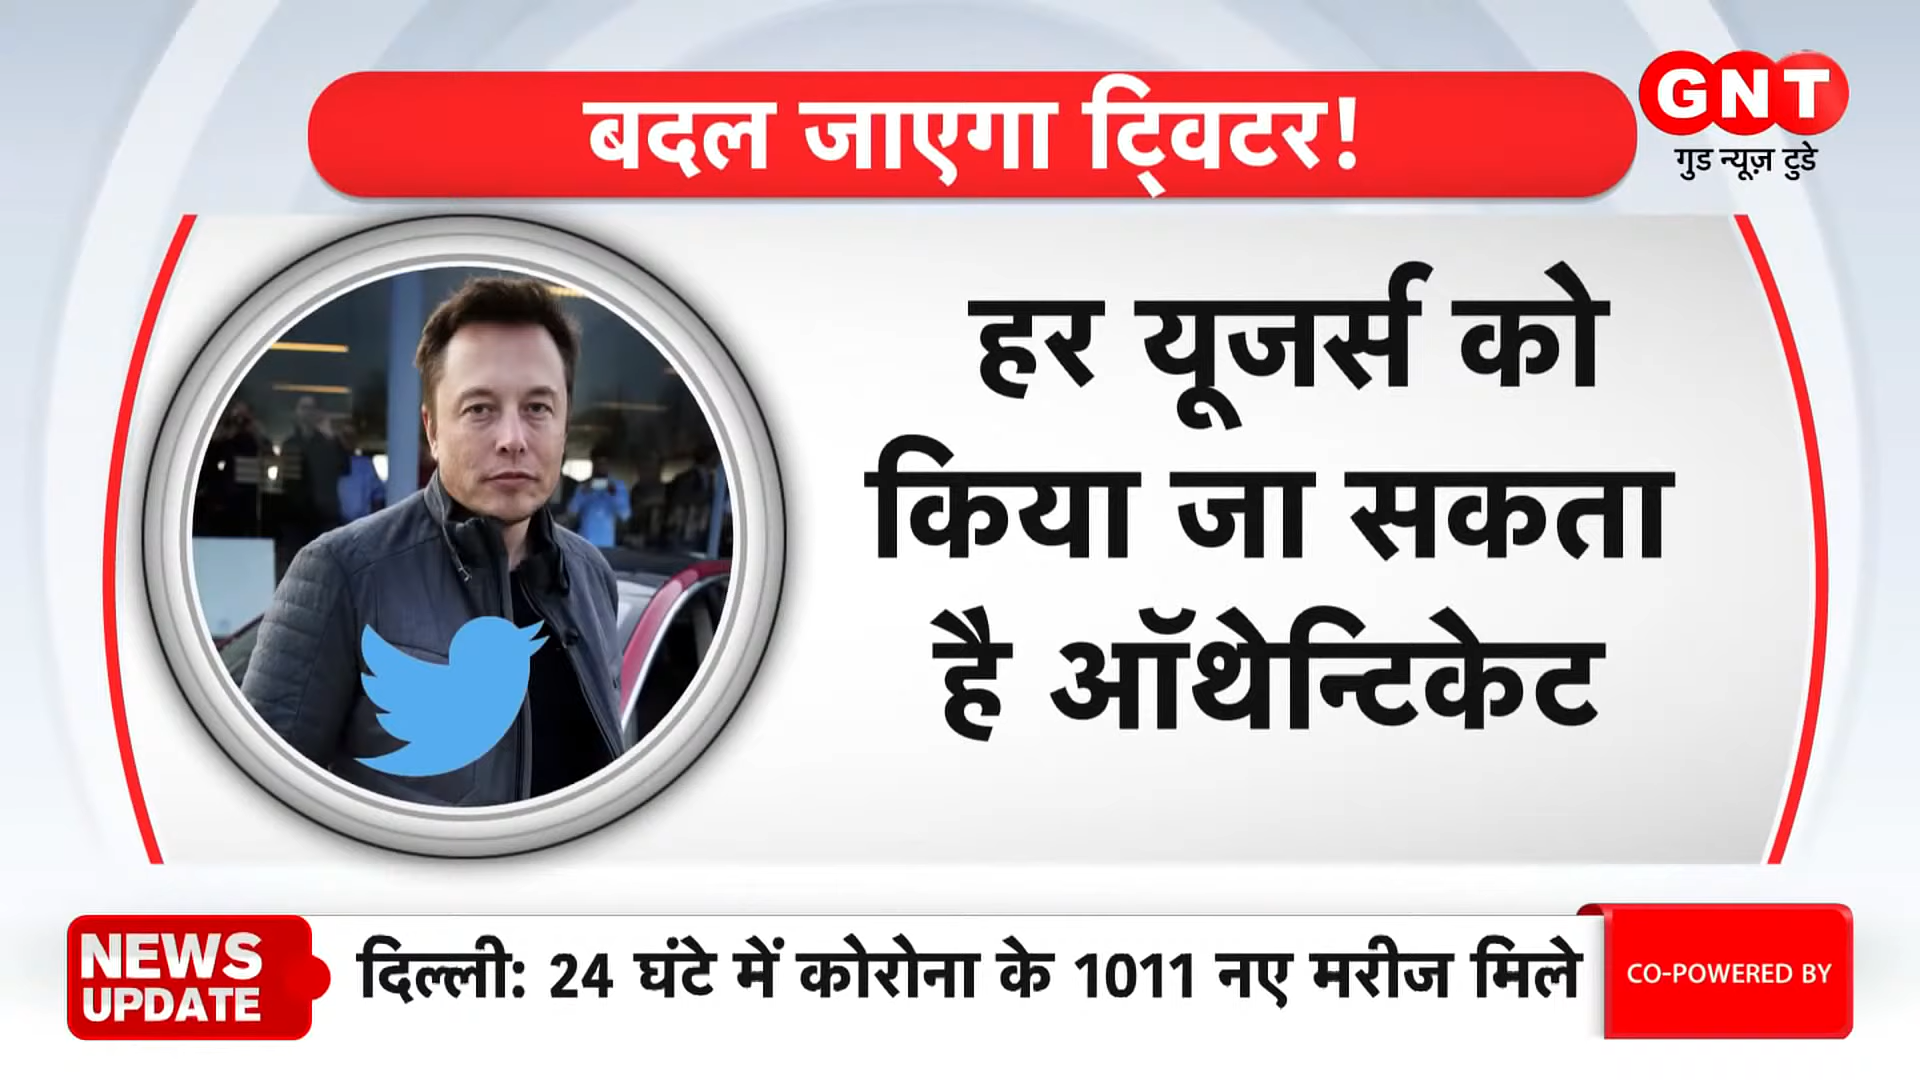 बदल जाएगा ट्विटर!
GNT
गुड न्यूज़ टुडे
हर यूजर्स को
किया जा सकता
है ऑथेन्टिकेट
NEWS
UPDATE
दिल्ली: 24 घंटे में कोरोना के 1011 नए मरीज मिले
CO-POWERED BY